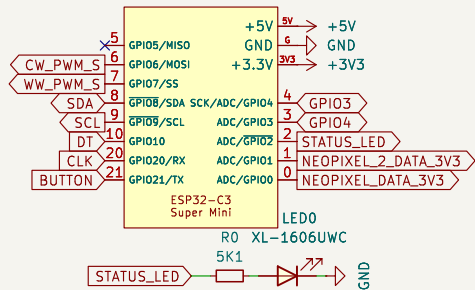 +5V 5V +5V
5 GPIO5/MISO GND G GND
CW_PWM_S 6 GPIO6/MOSI +3.3V 3V3 +3V3
WW_PWM_S 7 GPIO7/SS
SDA 8 GPIO8/SDA SCK/ADC/GPIO4 4 GPIO3
SCL 9 GPIO9/SCL ADC/GPIO3 3 GPIO4
DT 10 GPIO10 ADC/GPIO2 2 STATUS_LED
CLK 20 GPIO20/RX ADC/GPIO1 1 NEOPIXEL_2_DATA_3V3
BUTTON 21 GPIO21/TX ADC/GPIO0 0 NEOPIXEL_DATA_3V3
ESP32-C3
Super Mini
LED0
R0 XL-1606UWC
5K1
STATUS_LED GND